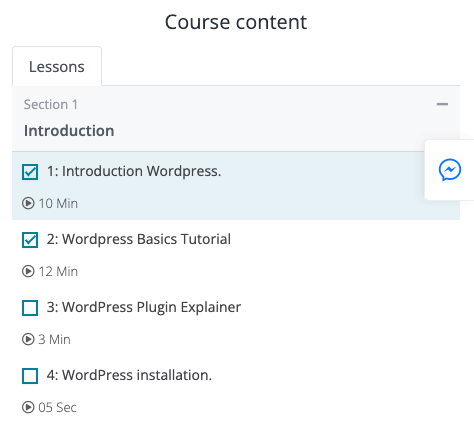 Course content
Lessons
Section 1
Introduction
1: Introduction Wordpress.
10 Min
2: Wordpress Basics Tutorial
12 Min
3: WordPress Plugin Explainer
3 Min
4: WordPress installation.
05 Sec